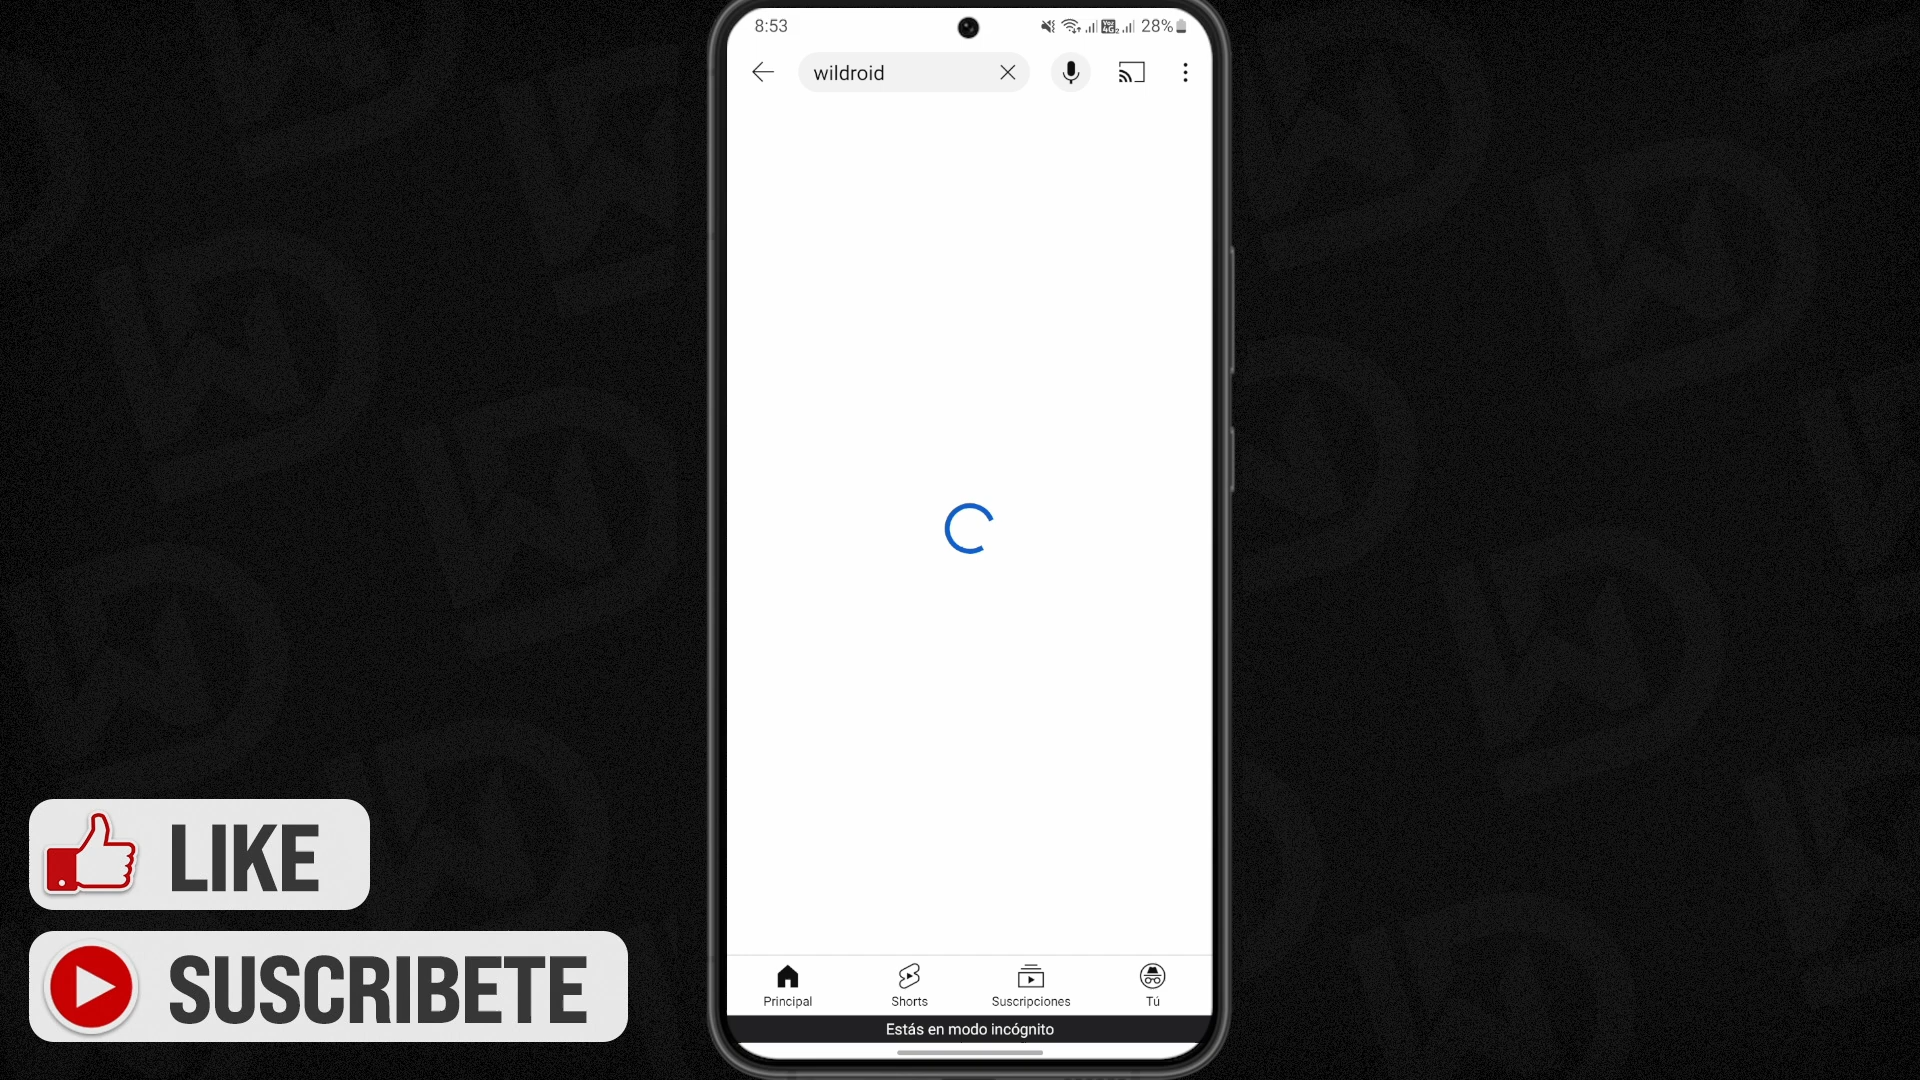 8:53
28%
wildroid
LIKE
SUSCRIBETE
Principal
Shorts
Suscripciones
Tú
Estás en modo incógnito